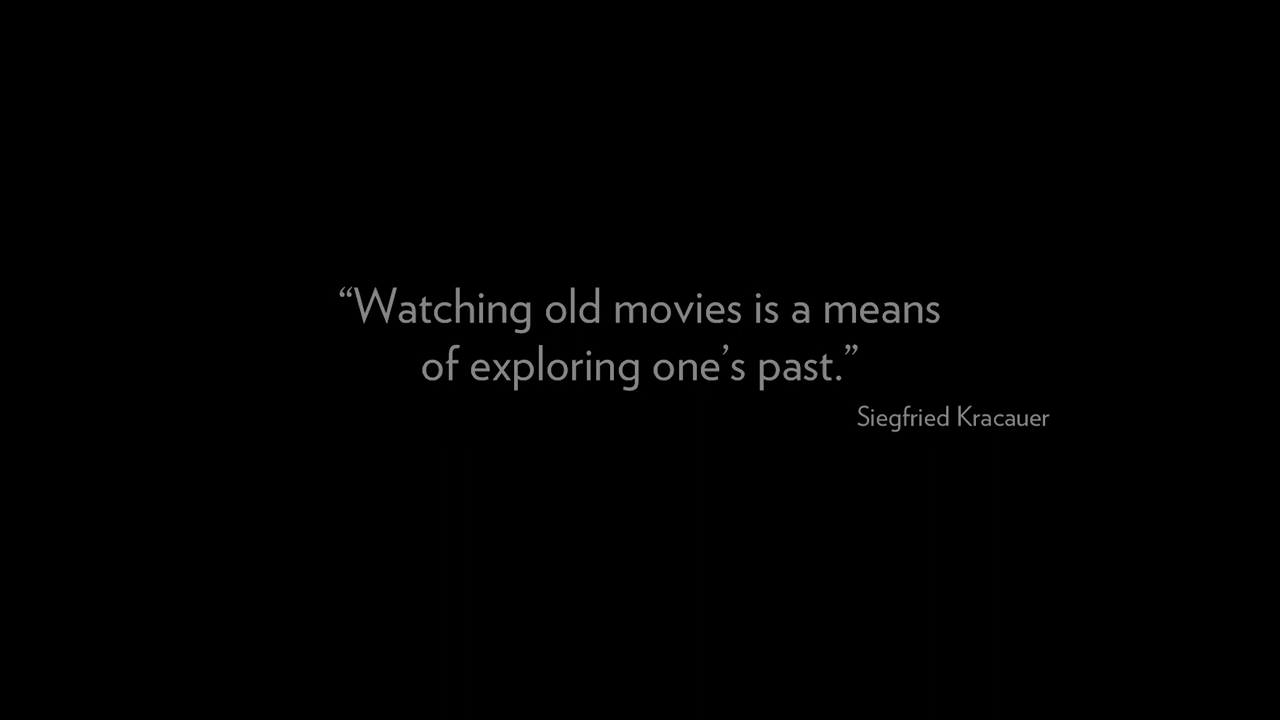 “Watching old movies is a means
of exploring one’s past.”
Siegfried Kracauer